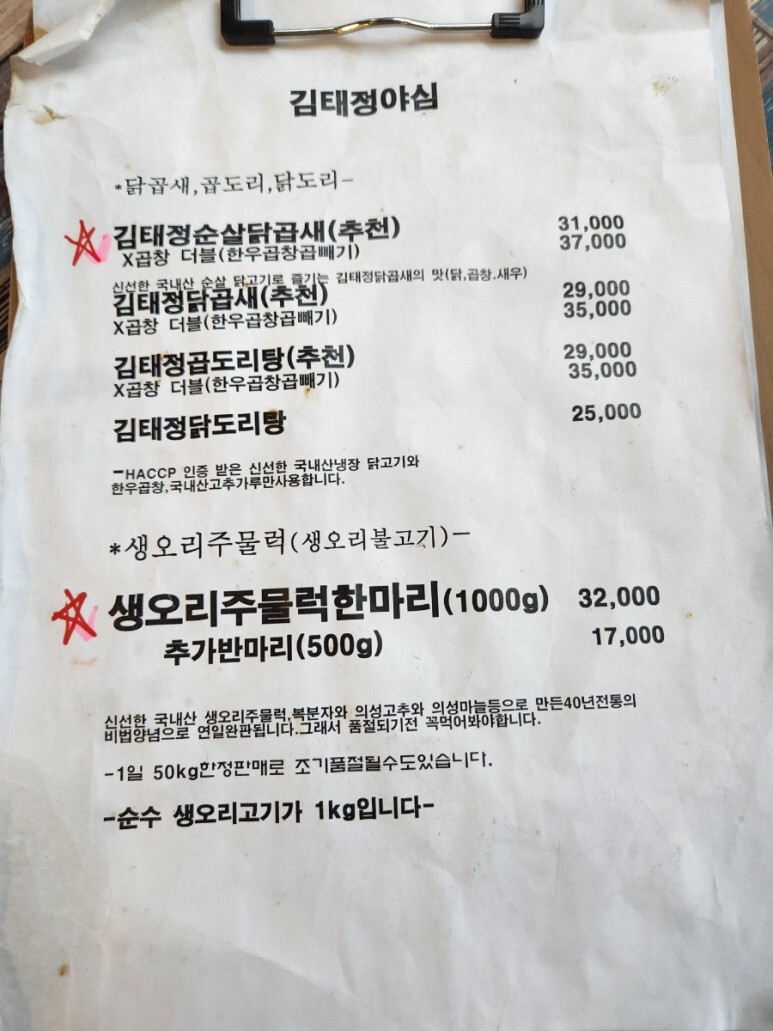 김태정야심
*닭곱새,곱도리,닭도리-
김태정순살닭곱새(추천) 31,000
X곱창 더블(한우곱창곱빼기) 37,000
신선한 국내산 순살 닭고기로 즐기는 김태정닭곱새의 맛(닭,곱창,새우)
김태정닭곱새(추천) 29,000
X곱창 더블(한우곱창곱빼기) 35,000
김태정곱도리탕(추천) 29,000
X곱창 더블(한우곱창곱빼기) 35,000
김태정닭도리탕 25,000
-HACCP 인증 받은 신선한 국내산냉장 닭고기와
한우곱창,국내산고추가루만사용합니다.
*생오리주물럭(생오리불고기)-
생오리주물럭한마리(1000g) 32,000
추가반마리(500g) 17,000
신선한 국내산 생오리주물럭,복분자와 의성고추와 의성마늘등으로 만든40년전통의
비법양념으로 연일완판됩니다.그래서 품절되기전 꼭먹어봐야합니다.
-1일 50kg한정판매로 조기품절될수도있습니다.
-순수 생오리고기가 1kg입니다-